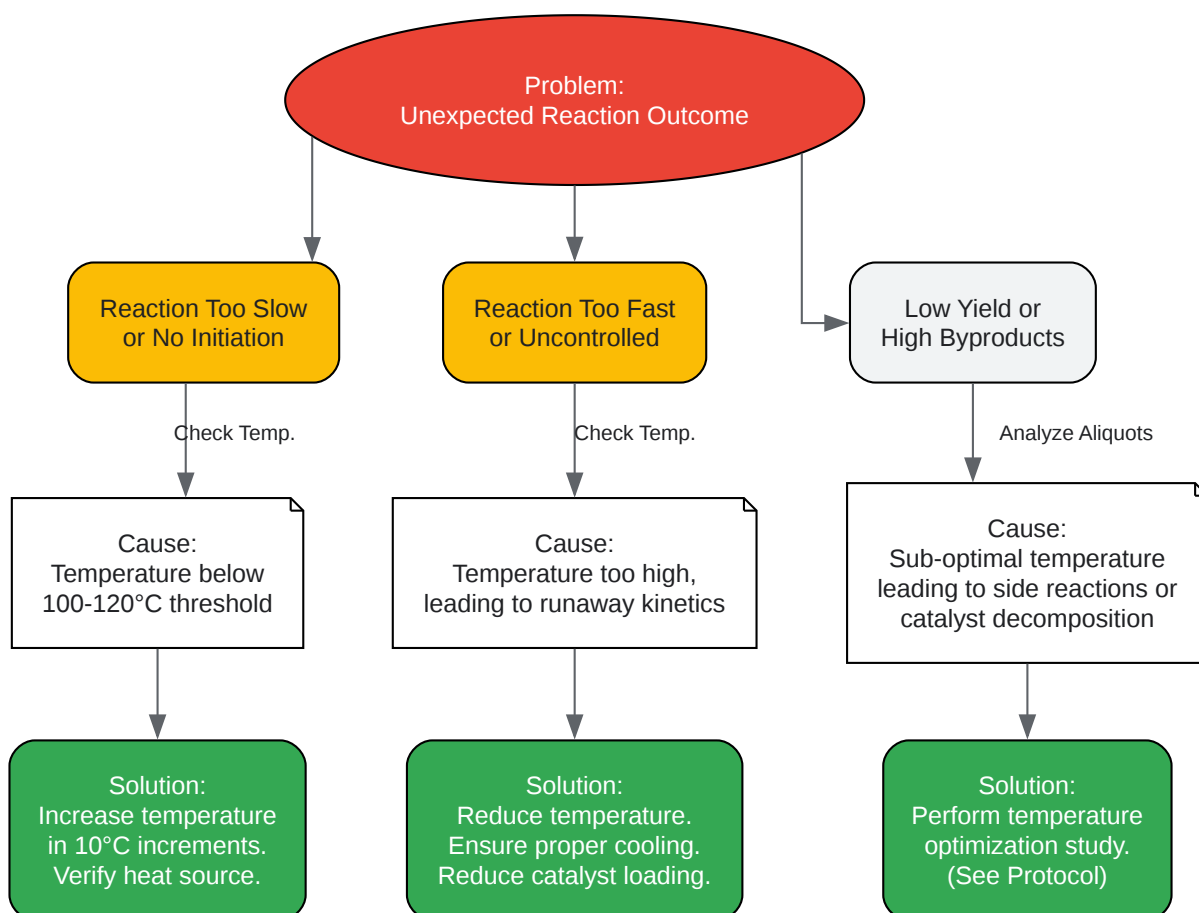 Problem:
Unexpected Reaction Outcome
Reaction Too Slow
or No Initiation
Reaction Too Fast
or Uncontrolled
Low Yield or
High Byproducts
Check Temp.
Check Temp.
Analyze Aliquots
Cause:
Temperature below
100-120°C threshold
Cause:
Temperature too high,
leading to runaway kinetics
Cause:
Sub-optimal temperature
leading to side reactions or
catalyst decomposition
Solution:
Increase temperature
in 10°C increments.
Verify heat source.
Solution:
Reduce temperature.
Ensure proper cooling.
Reduce catalyst loading.
Solution:
Perform temperature
optimization study.
(See Protocol)